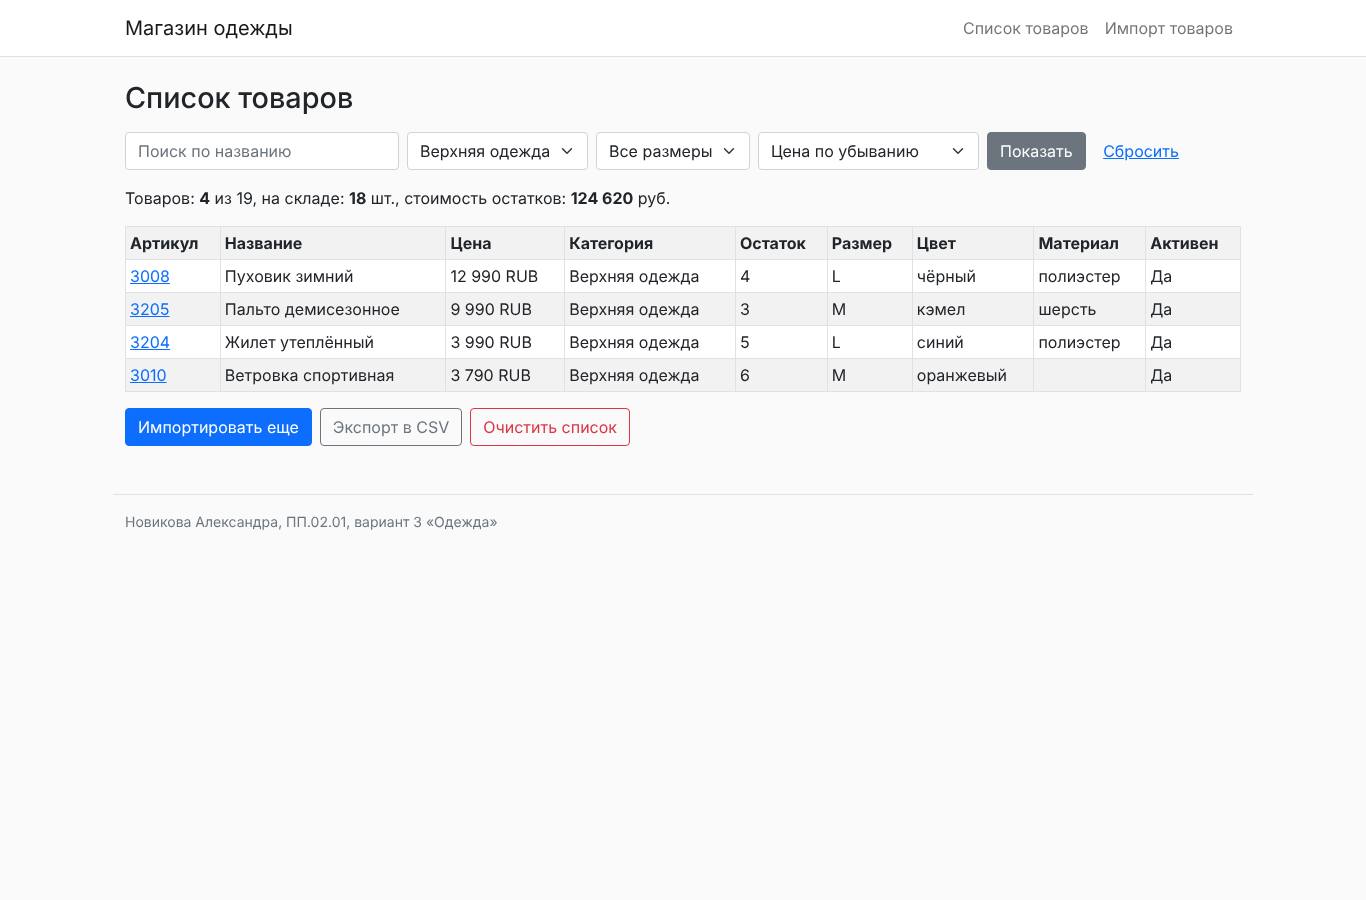 Магазин одежды Список товаров Импорт товаров
Список товаров
Поиск по названию Верхняя одежда Все размеры Цена по убыванию Показать Сбросить
Товаров: 4 из 19, на складе: 18 шт., стоимость остатков: 124 620 руб.
Артикул Название Цена Категория Остаток Размер Цвет Материал Активен
3008 Пуховик зимний 12 990 RUB Верхняя одежда 4 L чёрный полиэстер Да
3205 Пальто демисезонное 9 990 RUB Верхняя одежда 3 M кэмел шерсть Да
3204 Жилет утеплённый 3 990 RUB Верхняя одежда 5 L синий полиэстер Да
3010 Ветровка спортивная 3 790 RUB Верхняя одежда 6 M оранжевый Да
Импортировать еще Экспорт в CSV Очистить список
Новикова Александра, ПП.02.01, вариант 3 «Одежда»